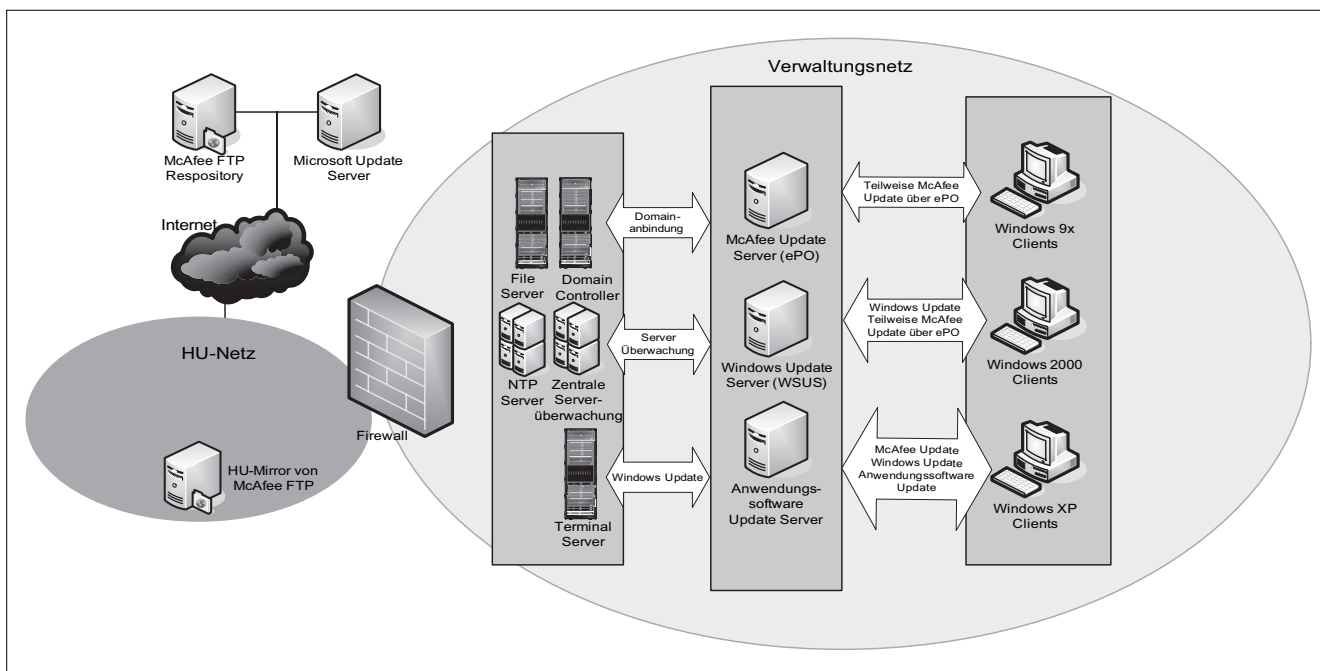 Verwaltungsnetz
McAfee FTP
Respository
Microsoft Update
Server
Internet
HU-Netz
HU-Mirror von
McAfee FTP
Firewall
File
Server
Domain
Controller
NTP
Server
Zentrale
Server-
überwachung
Terminal
Server
Domain-
anbindung
Server
Überwachung
Windows Update
McAfee Update
Server (ePO)
Windows Update
Server (WSUS)
Anwendungs-
software
Update Server
Teilweise McAfee
Update über ePO
Windows Update
Teilweise McAfee
Update über ePO
McAfee Update
Windows Update
Anwendungssoftware
Update
Windows 9x
Clients
Windows 2000
Clients
Windows XP
Clients